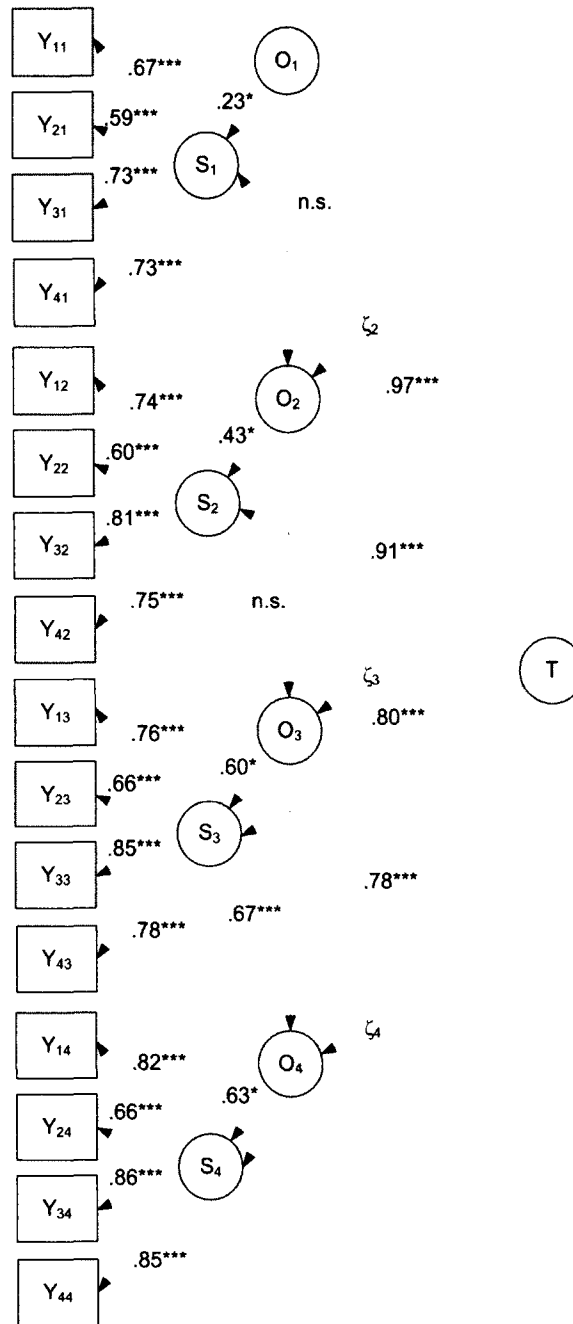 Y11
O1
.67***
.23*
Y21
.59***
S1
.73***
Y31
n.s.
.73***
Y41
ζ2
Y12
O2
.97***
.74***
.43*
Y22
.60***
S2
.81***
Y32
.91***
.75***
n.s.
Y42
T
ζ3
Y13
O3
.80***
.76***
.60*
Y23
.66***
S3
.85***
Y33
.78***
.67***
.78***
Y43
ζ4
Y14
O4
.82***
.63*
Y24
.66***
S4
.86***
Y34
.85***
Y44